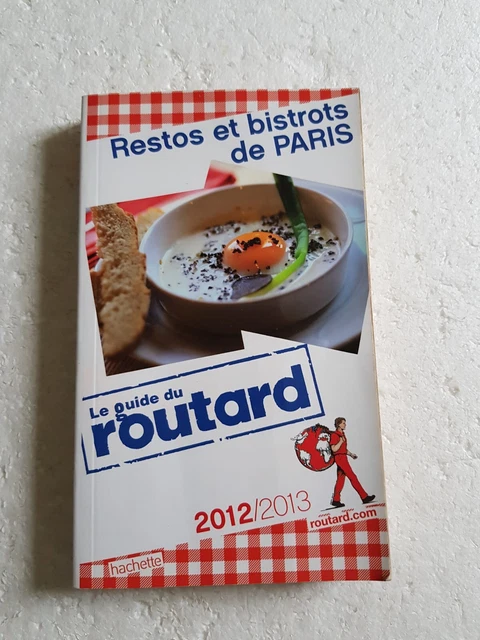 Restos et bistrots
de PARIS
Le guide du
routard
2012/2013
routard.com
hachette